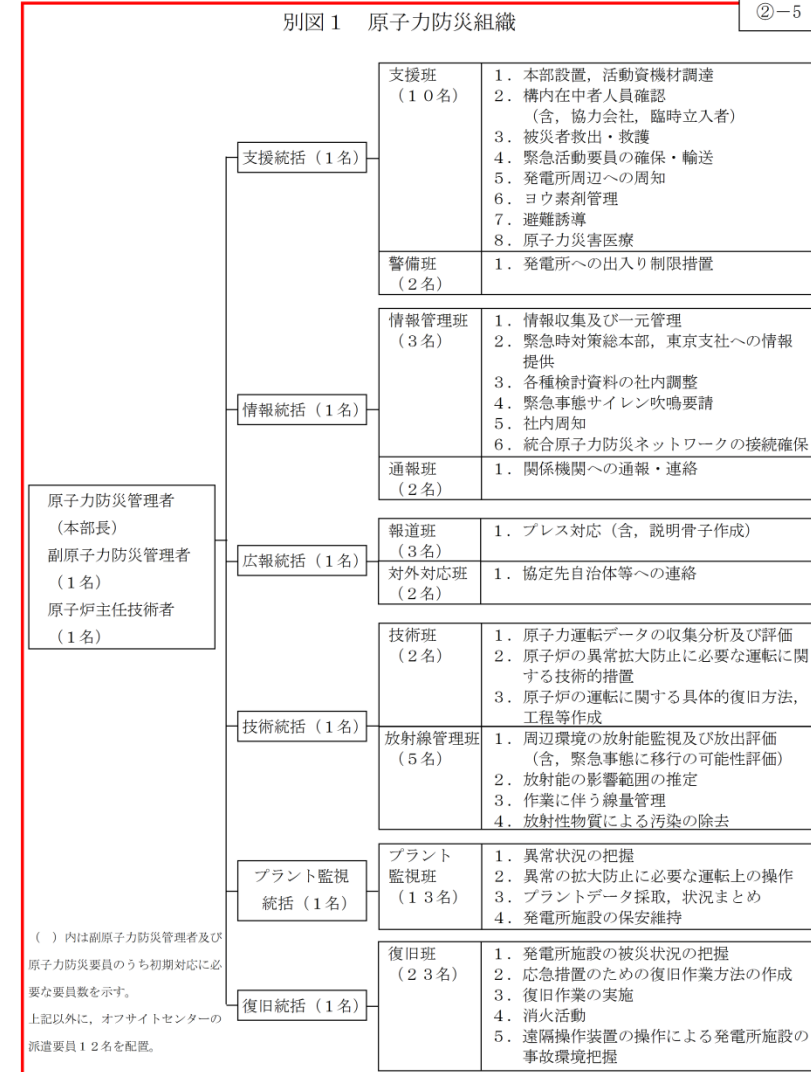 ②－5
別図１　原子力防災組織
原子力防災管理者
（本部長）
副原子力防災管理者
（１名）
原子炉主任技術者
（１名）
支援統括（１名）
支援班
（１０名）
１．本部設置，活動資機材調達
２．構内在中者人員確認
（含，協力会社，臨時立入者）
３．被災者救出・救護
４．緊急活動要員の確保・輸送
５．発電所周辺への周知
６．ヨウ素剤管理
７．避難誘導
８．原子力災害医療
警備班
（２名）
１．発電所への出入り制限措置
情報統括（１名）
情報管理班
（３名）
１．情報収集及び一元管理
２．緊急時対策総本部，東京支社への情報
提供
３．各種検討資料の社内調整
４．緊急事態サイレン吹鳴要請
５．社内周知
６．統合原子力防災ネットワークの接続確保
通報班
（２名）
１．関係機関への通報・連絡
広報統括（１名）
報道班
（３名）
１．プレス対応（含，説明骨子作成）
対外対応班
（２名）
１．協定先自治体等への連絡
技術統括（１名）
技術班
（２名）
１．原子力運転データの収集分析及び評価
２．原子炉の異常拡大防止に必要な運転に関
する技術的措置
３．原子炉の運転に関する具体的復旧方法，
工程等作成
放射線管理班
（５名）
１．周辺環境の放射能監視及び放出評価
（含，緊急事態に移行の可能性評価）
２．放射能の影響範囲の推定
３．作業に伴う線量管理
４．放射性物質による汚染の除去
プラント監視
統括（１名）
プラント
監視班
（１３名）
１．異常状況の把握
２．異常の拡大防止に必要な運転上の操作
３．プラントデータ採取，状況まとめ
４．発電所施設の保安維持
復旧統括（１名）
復旧班
（２３名）
１．発電所施設の被災状況の把握
２．応急措置のための復旧作業方法の作成
３．復旧作業の実施
４．消火活動
５．遠隔操作装置の操作による発電所施設の
事故環境把握
（　）内は副原子力防災管理者及び
原子力防災要員のうち初期対応に必
要な要員数を示す。
上記以外に，オフサイトセンターの
派遣要員１２名を配置。